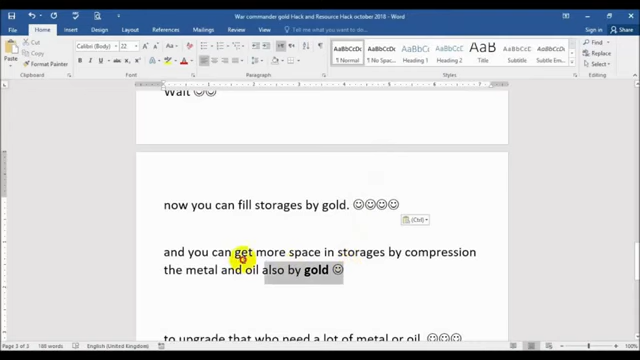 War commander gold Hack and Resource Hack october 2018 - Word
File Home Insert Design Layout References Mailings Review View Tell me what you want to do... Sign in Share
Cut
Copy
Format Painter
Clipboard
Calibri (Body) 22
Font
Paragraph
AaBbCcDc AaBbCcDc AaBbCc AaBbCcC AaB AaBbCcC AaBbCcDc
¶ Normal ¶ No Spac... Heading 1 Heading 2 Title Subtitle Subtle Em...
Styles
Find
Replace
Select
Editing
Wait ☺☺
now you can fill storages by gold. ☺☺☺☺
(Ctrl)
and you can get more space in storages by compression
the metal and oil also by gold ☺
to upgrade that who need a lot of metal or oil. ☺☺☺
Page 3 of 3 188 words English (United Kingdom) 100%